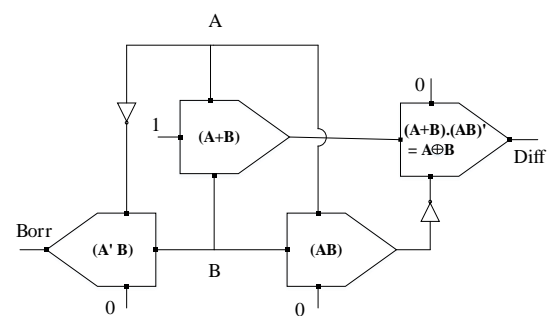 A
0
1
(A+B)
(A+B).(AB)'
= A⊕B
Diff
Borr
(A' B)
B
(AB)
0
0